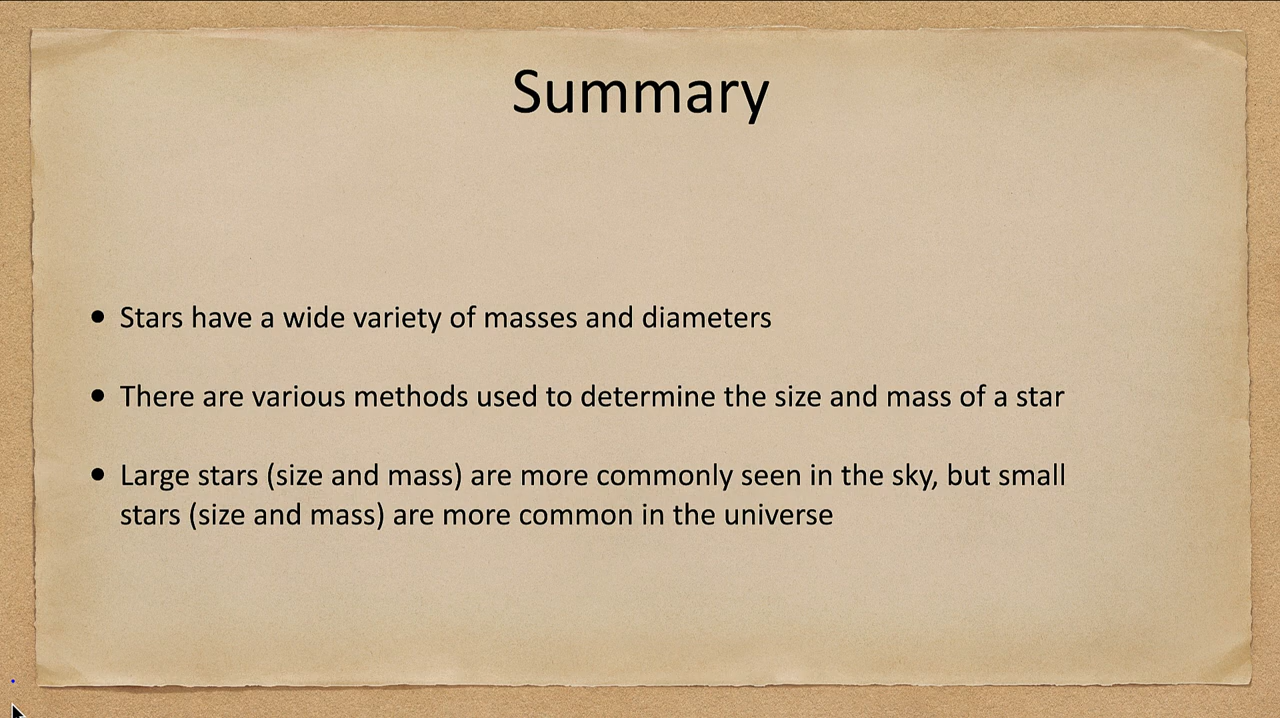 Summary
• Stars have a wide variety of masses and diameters
• There are various methods used to determine the size and mass of a star
• Large stars (size and mass) are more commonly seen in the sky, but small
stars (size and mass) are more common in the universe